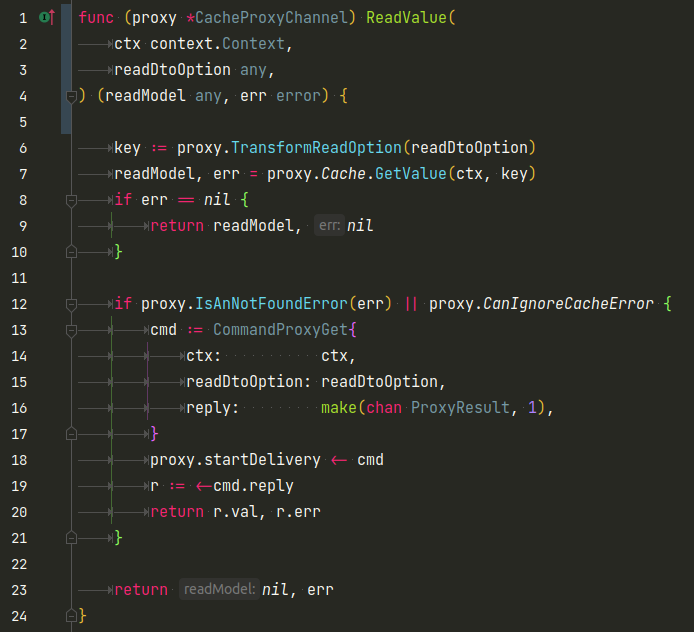 1 func (proxy *CacheProxyChannel) ReadValue(
2 ctx context.Context,
3 readDtoOption any,
4 ) (readModel any, err error) {
5
6 key := proxy.TransformReadOption(readDtoOption)
7 readModel, err = proxy.Cache.GetValue(ctx, key)
8 if err == nil {
9 return readModel, err: nil
10 }
11
12 if proxy.IsAnNotFoundError(err) || proxy.CanIgnoreCacheError {
13 cmd := CommandProxyGet{
14 ctx: ctx,
15 readDtoOption: readDtoOption,
16 reply: make(chan ProxyResult, 1),
17 }
18 proxy.startDelivery <- cmd
19 r := <-cmd.reply
20 return r.val, r.err
21 }
22
23 return readModel: nil, err
24 }